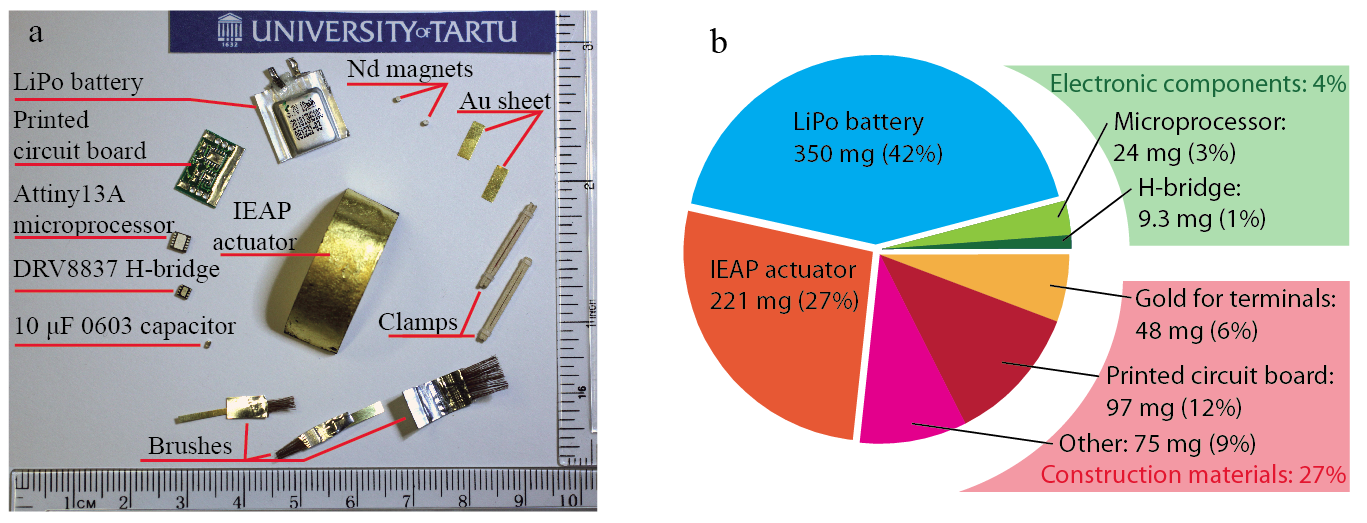 a
UNIVERSITY OF TARTU
1632
LiPo battery
Nd magnets
Au sheet
Printed
circuit board
Attiny13A
microprocessor
IEAP
actuator
DRV8837 H-bridge
10 µF 0603 capacitor
Clamps
Brushes
1 CM 2 3 4 5 6 7 8 9 10
b
LiPo battery
350 mg (42%)
IEAP actuator
221 mg (27%)
Electronic components: 4%
Microprocessor:
24 mg (3%)
H-bridge:
9.3 mg (1%)
Gold for terminals:
48 mg (6%)
Printed circuit board:
97 mg (12%)
Other: 75 mg (9%)
Construction materials: 27%